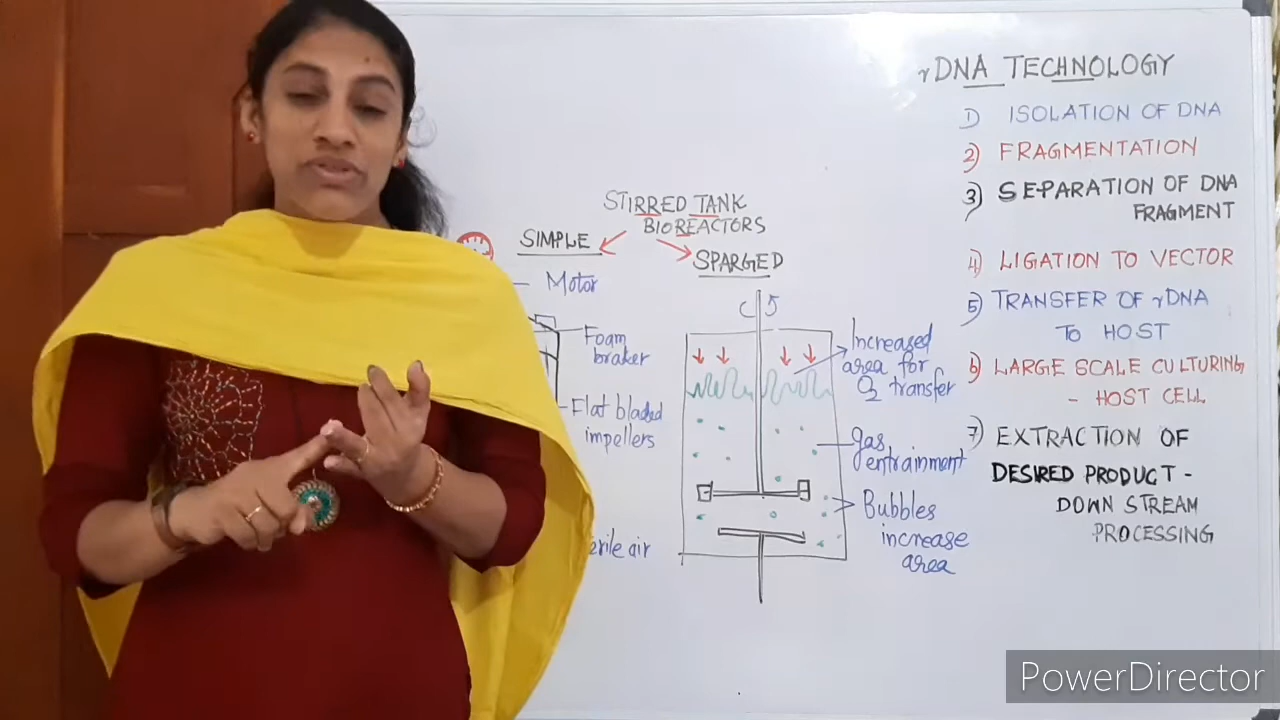 STIRRED TANK
BIOREACTORS
SIMPLE
SPARGED
Motor
Foam
braker
Flat bladed
impellers
erile air
Increased
area for
O2 transfer
gas
entrainment
Bubbles
increase
area
rDNA TECHNOLOGY
1) ISOLATION OF DNA
2) FRAGMENTATION
3) SEPARATION OF DNA
FRAGMENT
4) LIGATION TO VECTOR
5) TRANSFER OF rDNA
TO HOST
6) LARGE SCALE CULTURING
- HOST CELL
7) EXTRACTION OF
DESIRED PRODUCT -
DOWN STREAM
PROCESSING
PowerDirector